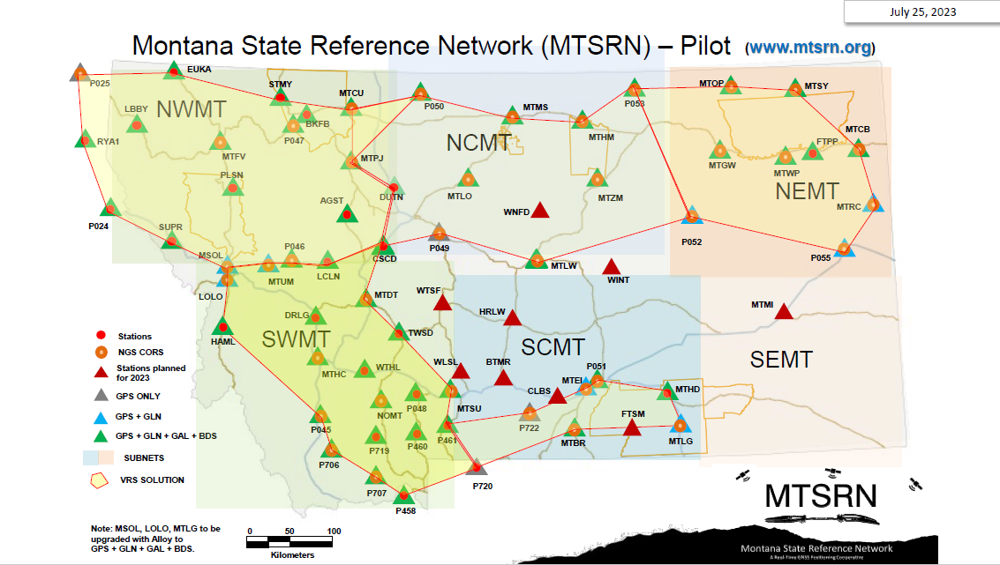 July 25, 2023
Montana State Reference Network (MTSRN) – Pilot (www.mtsrn.org)
P025
EUKA
STMY
MTCU
P050
MTMS
P053
MTOP
MTSY
LBBY
NWMT
BKFB
P047
MTHM
MTCB
RYA1
MTFV
MTPJ
NCMT
FTPP
MTGW
MTWP
PLSN
DUTN
MTLO
MTZM
NEMT
AGST
WNFD
MTRC
P024
SUPR
P046
P049
P052
P055
MSOL
MTUM
LCLN
CSCD
MTLW
WINT
LOLO
MTDT
WTSF
HRLW
MTMI
DRLG
HAML
SWMT
TWSD
SCMT
SEMT
MTHC
WTHL
WLSL
BTMR
P051
MTEL
CLBS
MTHD
NOMT
P048
MTSU
P045
P461
P722
FTSM
MTBR
MTLG
P719
P460
P706
P707
P720
P458
Stations
NGS CORS
Stations planned
for 2023
GPS ONLY
GPS + GLN
GPS + GLN + GAL + BDS
SUBNETS
VRS SOLUTION
Note: MSOL, LOLO, MTLG to be
upgraded with Alloy to
GPS + GLN + GAL + BDS.
0 50 100
Kilometers
MTSRN
Montana State Reference Network
A Real-Time GNSS Positioning Cooperative